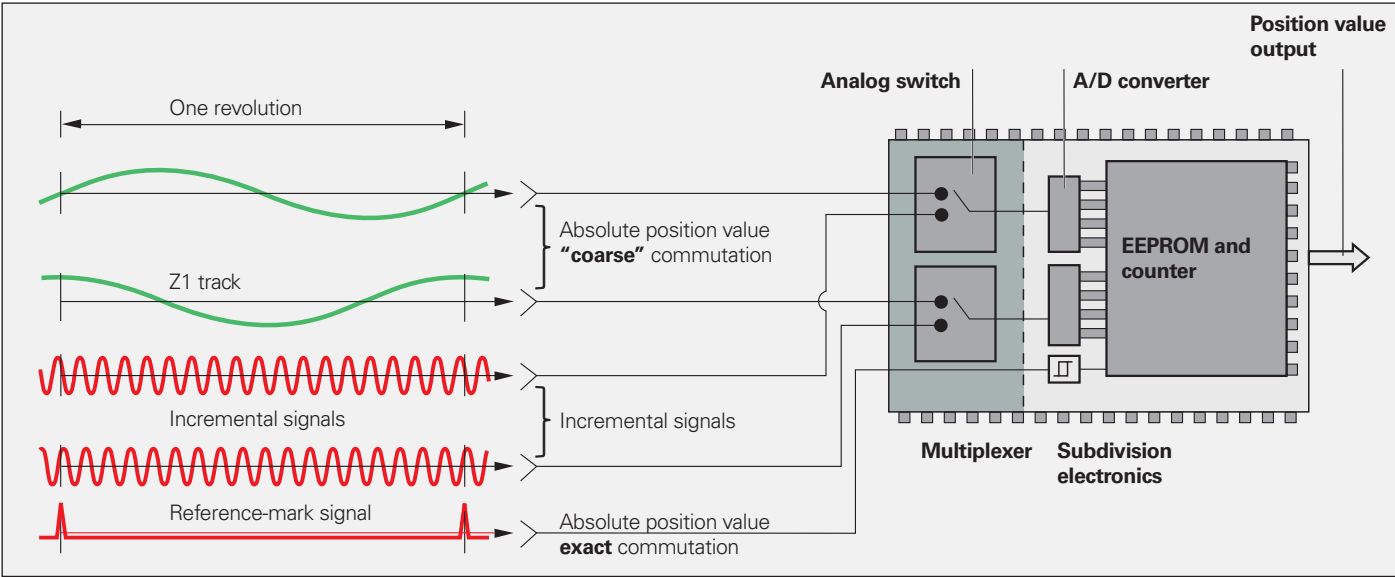 Position value
output
Analog switch
A/D converter
One revolution
Absolute position value
“coarse” commutation
Z1 track
EEPROM and
counter
Incremental signals
Incremental signals
Multiplexer
Subdivision
electronics
Reference-mark signal
Absolute position value
exact commutation